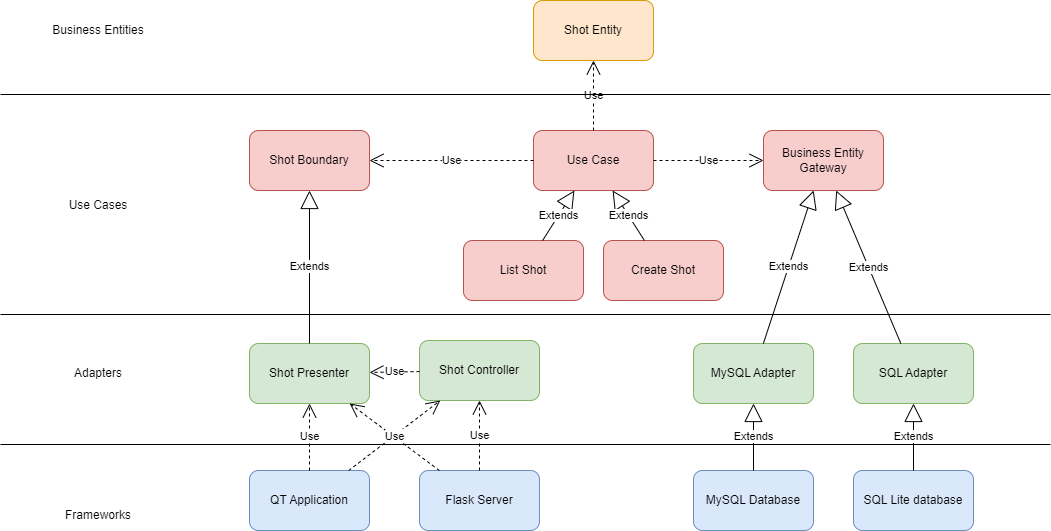 Business Entities
Shot Entity
Use
Shot Boundary
Use
Use Case
Use
Business Entity
Gateway
Use Cases
Extends
Extends
List Shot
Create Shot
Extends
Extends
Extends
Adapters
Shot Presenter
Use
Shot Controller
MySQL Adapter
SQL Adapter
Use
Use
Use
Extends
Extends
Frameworks
QT Application
Flask Server
MySQL Database
SQL Lite database